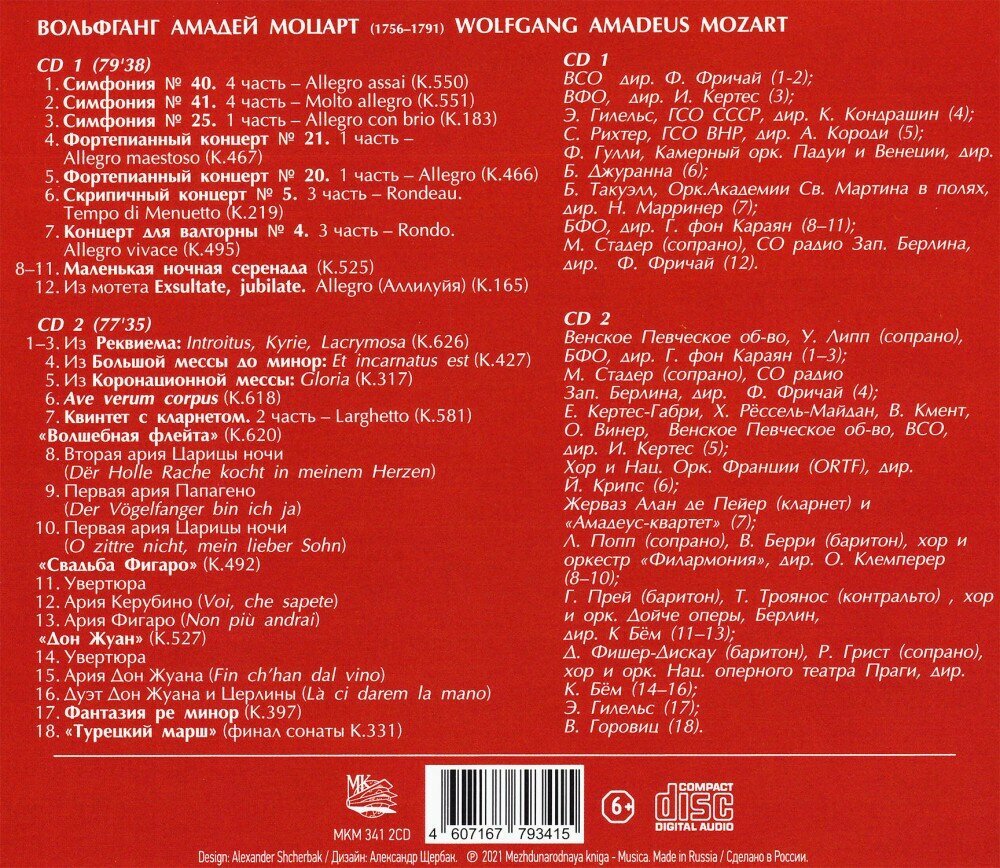 ВОЛЬФГАНГ АМАДЕЙ МОЦАРТ (1756–1791) WOLFGANG AMADEUS MOZART
CD 1 (79'38)
1. Симфония № 40. 4 часть – Allegro assai (K.550)
2. Симфония № 41. 4 часть – Molto allegro (K.551)
3. Симфония № 25. 1 часть – Allegro con brio (K.183)
4. Фортепианный концерт № 21. 1 часть –
Allegro maestoso (K.467)
5. Фортепианный концерт № 20. 1 часть – Allegro (K.466)
6. Скрипичный концерт № 5. 3 часть – Rondeau.
Tempo di Menuetto (K.219)
7. Концерт для валторны № 4. 3 часть – Rondo.
Allegro vivace (K.495)
8–11. Маленькая ночная серенада (K.525)
12. Из мотета Exsultate, jubilate. Allegro (Аллилуйя) (K.165)
CD 2 (77'35)
1–3. Из Реквиема: Introitus, Kyrie, Lacrymosa (K.626)
4. Из Большой мессы до минор: Et incarnatus est (K.427)
5. Из Коронационной мессы: Gloria (K.317)
6. Ave verum corpus (K.618)
7. Квинтет с кларнетом. 2 часть – Larghetto (K.581)
«Волшебная флейта» (K.620)
8. Вторая ария Царицы ночи
(Dër Holle Rache kocht in meinem Herzen)
9. Первая ария Папагено
(Der Vögelfanger bin ich ja)
10. Первая ария Царицы ночи
(O zittre nicht, mein lieber Sohn)
«Свадьба Фигаро» (K.492)
11. Увертюра
12. Ария Керубино (Voi, che sapete)
13. Ария Фигаро (Non più andrai)
«Дон Жуан» (K.527)
14. Увертюра
15. Ария Дон Жуана (Fin ch'han dal vino)
16. Дуэт Дон Жуана и Церлины (Là ci darem la mano)
17. Фантазия ре минор (K.397)
18. «Турецкий марш» (финал сонаты K.331)
CD 1
ВСО дир. Ф. Фричай (1-2);
ВФО, дир. И. Кертес (3);
Э. Гилельс, ГСО СССР, дир. К. Кондрашин (4);
С. Рихтер, ГСО ВНР, дир. А. Короди (5);
Ф. Гулли, Камерный орк. Падуи и Венеции, дир.
Б. Джуранна (6);
Б. Такуэлл, Орк.Академии Св. Мартина в полях,
дир. Н. Марринер (7);
БФО, дир. Г. фон Караян (8–11);
М. Стадер (сопрано), СО радио Зап. Берлина,
дир. Ф. Фричай (12).
CD 2
Венское Певческое об-во, У. Липп (сопрано),
БФО, дир. Г. фон Караян (1–3);
М. Стадер (сопрано), СО радио
Зап. Берлина, дир. Ф. Фричай (4);
Е. Кертес-Габри, Х. Рёссель-Майдан, В. Кмент,
О. Винер, Венское Певческое об-во, ВСО,
дир. И. Кертес (5);
Хор и Нац. Орк. Франции (ORTF), дир.
Й. Крипс (6);
Жерваз Алан де Пейер (кларнет) и
«Амадеус-квартет» (7);
Л. Попп (сопрано), В. Берри (баритон), хор и
оркестр «Филармония», дир. О. Клемперер
(8–10);
Г. Прей (баритон), Т. Троянос (контральто) , хор
и орк. Дойче оперы, Берлин,
дир. К Бём (11–13);
Д. Фишер-Дискау (баритон), Р. Грист (сопрано),
хор и орк. Нац. оперного театра Праги, дир.
К. Бём (14–16);
Э. Гилельс (17);
В. Горовиц (18).
МК
MKM 341 2CD
4 607167 793415
6+
COMPACT
disc
DIGITAL AUDIO
Design: Alexander Shcherbak / Дизайн: Александр Щербак. ℗ 2021 Mezhdunarodnaya kniga - Musica. Made in Russia / Сделано в России.